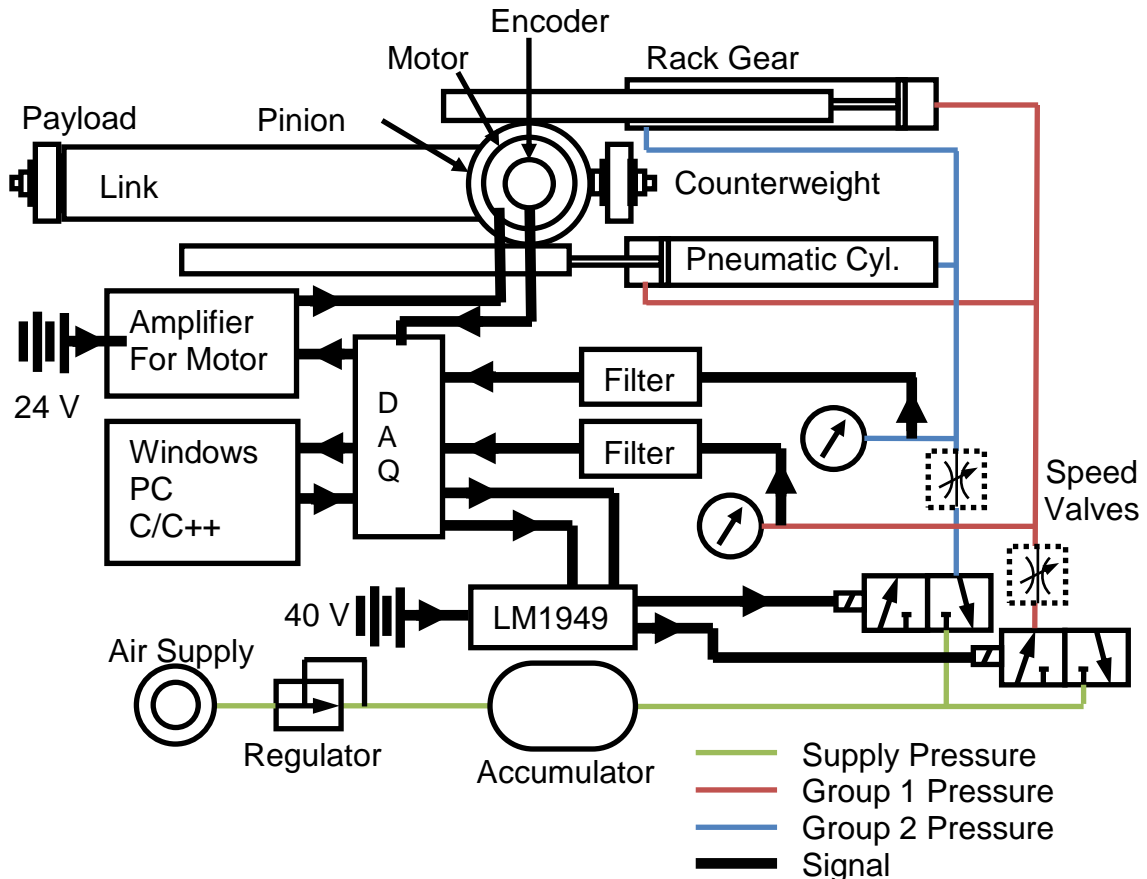 Encoder
Motor
Rack Gear
Payload
Pinion
Link
Counterweight
Pneumatic Cyl.
Amplifier
For Motor
24 V
D
A
Q
Filter
Filter
Windows
PC
C/C++
Speed
Valves
40 V
LM1949
Air Supply
Regulator
Accumulator
Supply Pressure
Group 1 Pressure
Group 2 Pressure
Signal